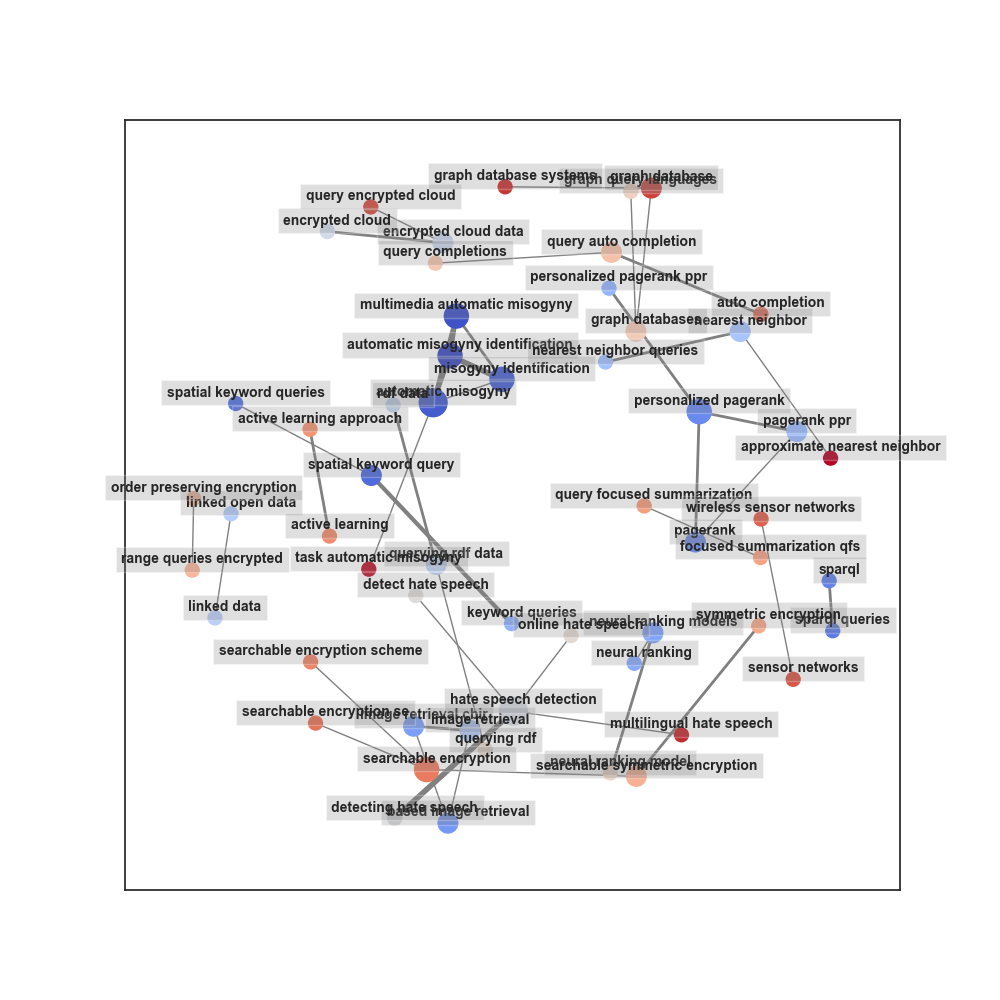 graph database systems
graph query languages
graph database
query encrypted cloud
encrypted cloud
encrypted cloud data
query auto completion
query completions
personalized pagerank ppr
multimedia automatic misogyny
auto completion
graph databases
nearest neighbor
automatic misogyny identification
nearest neighbor queries
misogyny identification
spatial keyword queries
rdf data
automatic misogyny
personalized pagerank
active learning approach
pagerank ppr
approximate nearest neighbor
spatial keyword query
order preserving encryption
linked open data
query focused summarization
wireless sensor networks
active learning
pagerank
focused summarization qfs
range queries encrypted
task automatic misogyny
querying rdf data
sparql
detect hate speech
linked data
keyword queries
online hate speech
neural ranking models
symmetric encryption
sparql queries
searchable encryption scheme
neural ranking
sensor networks
hate speech detection
searchable encryption sse
image retrieval cbir
image retrieval
multilingual hate speech
querying rdf
searchable encryption
neural ranking model
searchable symmetric encryption
detecting hate speech
based image retrieval